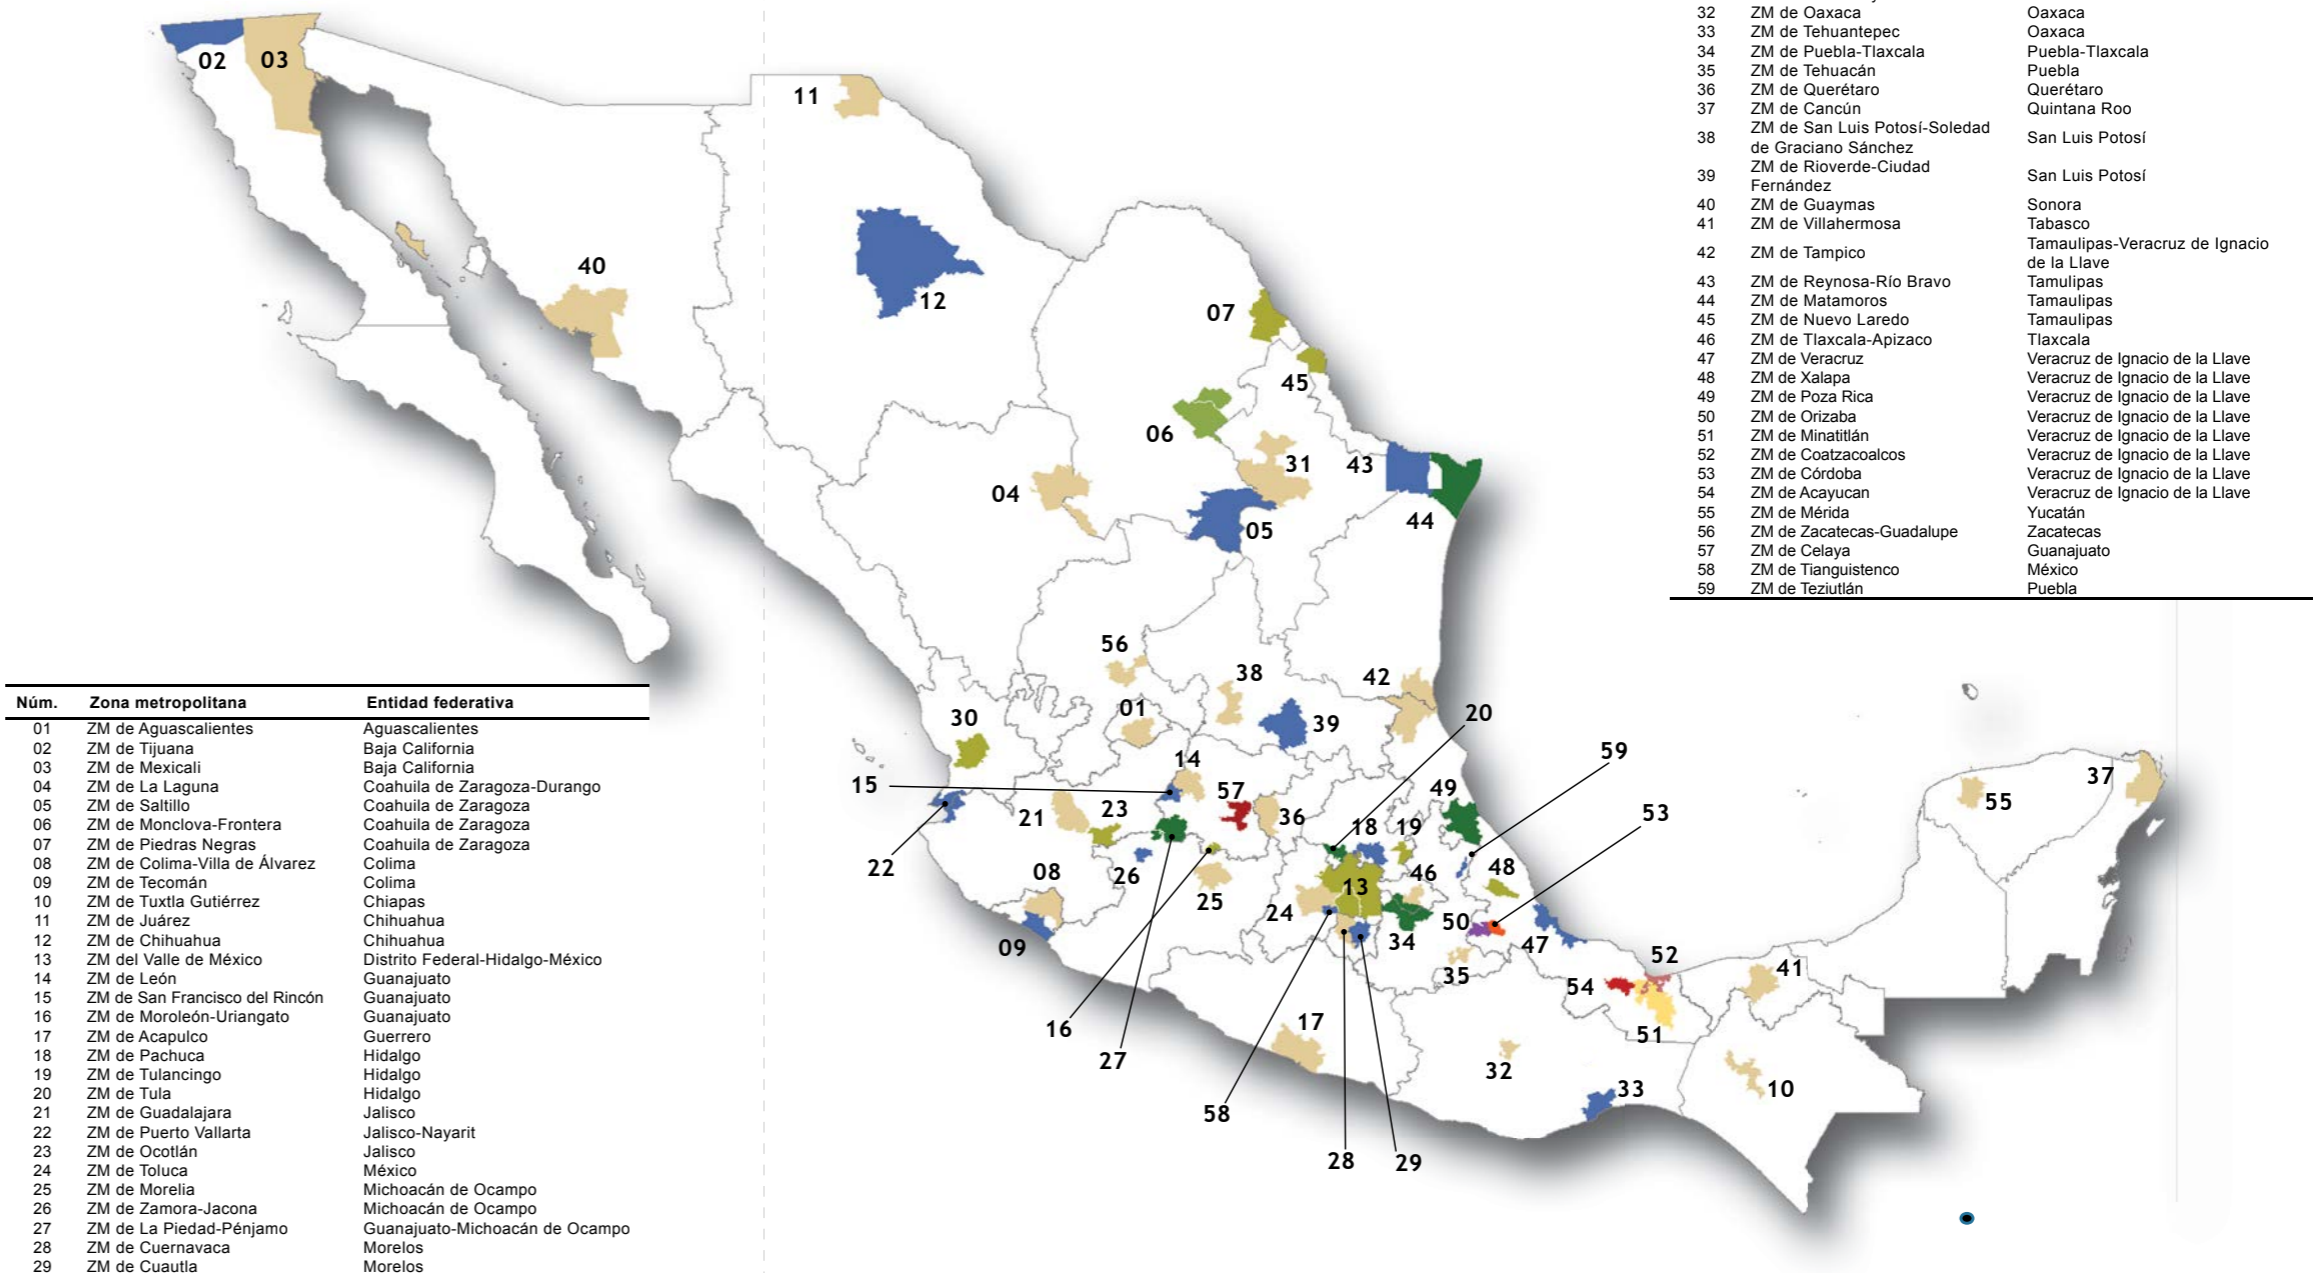 32 ZM de Oaxaca Oaxaca
33 ZM de Tehuantepec Oaxaca
34 ZM de Puebla-Tlaxcala Puebla-Tlaxcala
35 ZM de Tehuacán Puebla
36 ZM de Querétaro Querétaro
37 ZM de Cancún Quintana Roo
38 ZM de San Luis Potosí-Soledad
de Graciano Sánchez San Luis Potosí
39 ZM de Rioverde-Ciudad
Fernández San Luis Potosí
40 ZM de Guaymas Sonora
41 ZM de Villahermosa Tabasco
42 ZM de Tampico Tamaulipas-Veracruz de Ignacio
de la Llave
43 ZM de Reynosa-Río Bravo Tamulipas
44 ZM de Matamoros Tamaulipas
45 ZM de Nuevo Laredo Tamaulipas
46 ZM de Tlaxcala-Apizaco Tlaxcala
47 ZM de Veracruz Veracruz de Ignacio de la Llave
48 ZM de Xalapa Veracruz de Ignacio de la Llave
49 ZM de Poza Rica Veracruz de Ignacio de la Llave
50 ZM de Orizaba Veracruz de Ignacio de la Llave
51 ZM de Minatitlán Veracruz de Ignacio de la Llave
52 ZM de Coatzacoalcos Veracruz de Ignacio de la Llave
53 ZM de Córdoba Veracruz de Ignacio de la Llave
54 ZM de Acayucan Veracruz de Ignacio de la Llave
55 ZM de Mérida Yucatán
56 ZM de Zacatecas-Guadalupe Zacatecas
57 ZM de Celaya Guanajuato
58 ZM de Tianguistenco México
59 ZM de Teziutlán Puebla
02
03
11
40
12
07
45
06
31
43
04
05
44
56
38
42
01
39
20
30
14
59
15
57
49
37
55
21
23
36
18
19
53
22
08
26
46
48
13
25
24
50
09
34
47
52
35
41
54
16
17
51
27
32
10
33
58
28
29
Núm. Zona metropolitana Entidad federativa
01 ZM de Aguascalientes Aguascalientes
02 ZM de Tijuana Baja California
03 ZM de Mexicali Baja California
04 ZM de La Laguna Coahuila de Zaragoza-Durango
05 ZM de Saltillo Coahuila de Zaragoza
06 ZM de Monclova-Frontera Coahuila de Zaragoza
07 ZM de Piedras Negras Coahuila de Zaragoza
08 ZM de Colima-Villa de Álvarez Colima
09 ZM de Tecomán Colima
10 ZM de Tuxtla Gutiérrez Chiapas
11 ZM de Juárez Chihuahua
12 ZM de Chihuahua Chihuahua
13 ZM del Valle de México Distrito Federal-Hidalgo-México
14 ZM de León Guanajuato
15 ZM de San Francisco del Rincón Guanajuato
16 ZM de Moroleón-Uriangato Guanajuato
17 ZM de Acapulco Guerrero
18 ZM de Pachuca Hidalgo
19 ZM de Tulancingo Hidalgo
20 ZM de Tula Hidalgo
21 ZM de Guadalajara Jalisco
22 ZM de Puerto Vallarta Jalisco-Nayarit
23 ZM de Ocotlán Jalisco
24 ZM de Toluca México
25 ZM de Morelia Michoacán de Ocampo
26 ZM de Zamora-Jacona Michoacán de Ocampo
27 ZM de La Piedad-Pénjamo Guanajuato-Michoacán de Ocampo
28 ZM de Cuernavaca Morelos
29 ZM de Cuautla Morelos